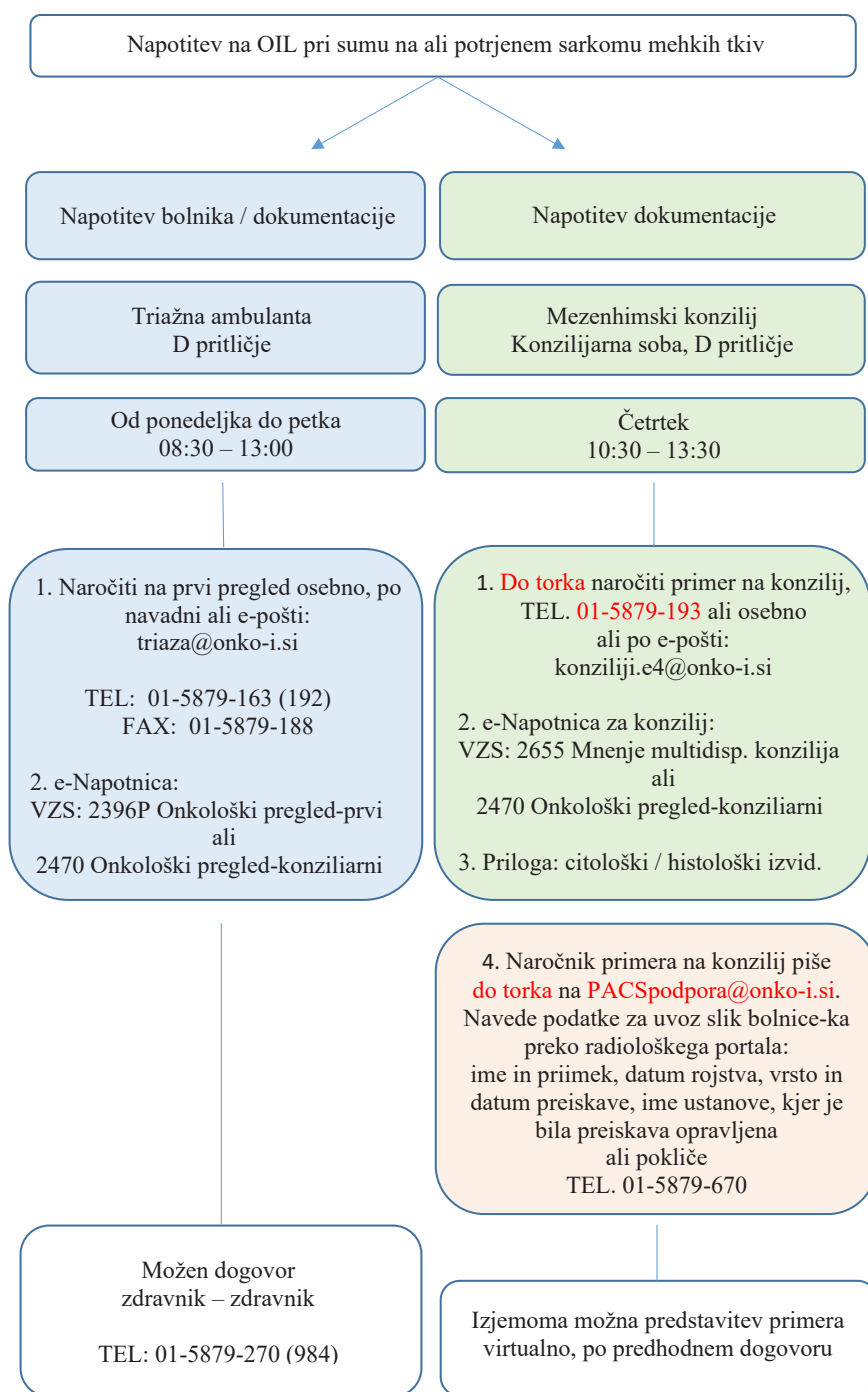 Napotitev na OIL pri sumu na ali potrjenem sarkomu mehkih tkiv
Napotitev bolnika / dokumentacije
Triažna ambulanta
D pritličje
Od ponedeljka do petka
08:30 – 13:00
1. Naročiti na prvi pregled osebno, po
navadni ali e-pošti:
triaza@onko-i.si
TEL: 01-5879-163 (192)
FAX: 01-5879-188
2. e-Napotnica:
VZS: 2396P Onkološki pregled-prvi
ali
2470 Onkološki pregled-konziliarni
Možen dogovor
zdravnik – zdravnik
TEL: 01-5879-270 (984)
Napotitev dokumentacije
Mezenhimski konzilij
Konzilijarna soba, D pritličje
Četrtek
10:30 – 13:30
1. Do torka naročiti primer na konzilij,
TEL. 01-5879-193 ali osebno
ali po e-pošti:
konziliji.e4@onko-i.si
2. e-Napotnica za konzilij:
VZS: 2655 Mnenje multidisp. konzilija
ali
2470 Onkološki pregled-konziliarni
3. Priloga: citološki / histološki izvid.
4. Naročnik primera na konzilij piše
do torka na PACSpodpora@onko-i.si.
Navede podatke za uvoz slik bolnice-ka
preko radiološkega portala:
ime in priimek, datum rojstva, vrsto in
datum preiskave, ime ustanove, kjer je
bila preiskava opravljena
ali pokliče
TEL. 01-5879-670
Izjemoma možna predstavitev primera
virtualno, po predhodnem dogovoru